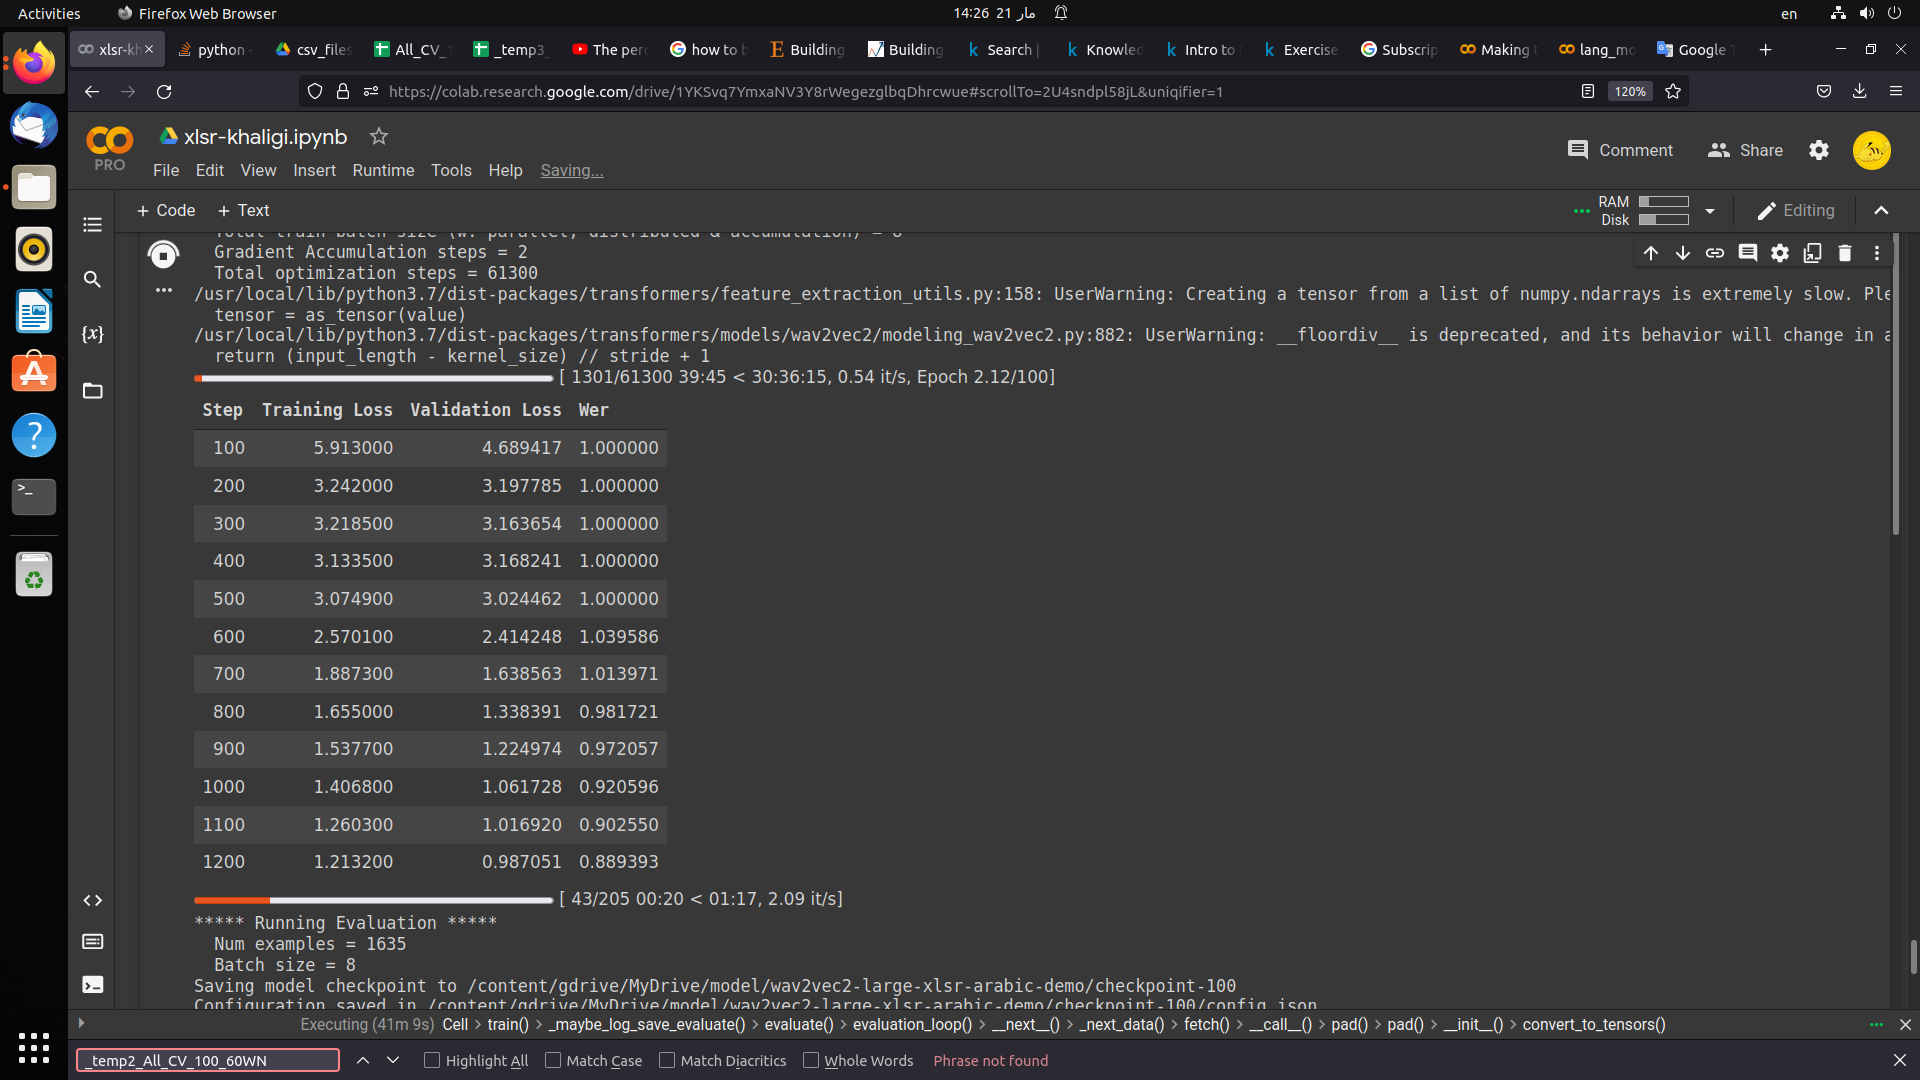 Activities Firefox Web Browser 14:26 21 مار en
xlsr-kh python - csv_files All_CV_ _temp3_ The per how to b Building Building Search | Knowled Intro to Exercise Subscrip Making lang_mo Google T
https://colab.research.google.com/drive/1YKSvq7YmxaNV3Y8rWegezglbqDhrcwue#scrollTo=2U4sndpl58jL&uniqifier=1 120%
CO PRO xlsr-khaligi.ipynb
File Edit View Insert Runtime Tools Help Saving... Comment Share
+ Code + Text RAM Disk Editing
Total train batch size (w. parallel, distributed & accumulation) = 8
Gradient Accumulation steps = 2
Total optimization steps = 61300
/usr/local/lib/python3.7/dist-packages/transformers/feature_extraction_utils.py:158: UserWarning: Creating a tensor from a list of numpy.ndarrays is extremely slow. Ple
tensor = as_tensor(value)
/usr/local/lib/python3.7/dist-packages/transformers/models/wav2vec2/modeling_wav2vec2.py:882: UserWarning: __floordiv__ is deprecated, and its behavior will change in a
return (input_length - kernel_size) // stride + 1
[ 1301/61300 39:45 < 30:36:15, 0.54 it/s, Epoch 2.12/100]
Step Training Loss Validation Loss Wer
100 5.913000 4.689417 1.000000
200 3.242000 3.197785 1.000000
300 3.218500 3.163654 1.000000
400 3.133500 3.168241 1.000000
500 3.074900 3.024462 1.000000
600 2.570100 2.414248 1.039586
700 1.887300 1.638563 1.013971
800 1.655000 1.338391 0.981721
900 1.537700 1.224974 0.972057
1000 1.406800 1.061728 0.920596
1100 1.260300 1.016920 0.902550
1200 1.213200 0.987051 0.889393
[ 43/205 00:20 < 01:17, 2.09 it/s]
***** Running Evaluation *****
Num examples = 1635
Batch size = 8
Saving model checkpoint to /content/gdrive/MyDrive/model/wav2vec2-large-xlsr-arabic-demo/checkpoint-100
Configuration saved in /content/gdrive/MyDrive/model/wav2vec2-large-xlsr-arabic-demo/checkpoint-100/config.json
Executing (41m 9s) Cell > train() > _maybe_log_save_evaluate() > evaluate() > evaluation_loop() > __next__() > _next_data() > fetch() > __call__() > pad() > pad() > __init__() > convert_to_tensors()
_temp2_All_CV_100_60WN Highlight All Match Case Match Diacritics Whole Words Phrase not found